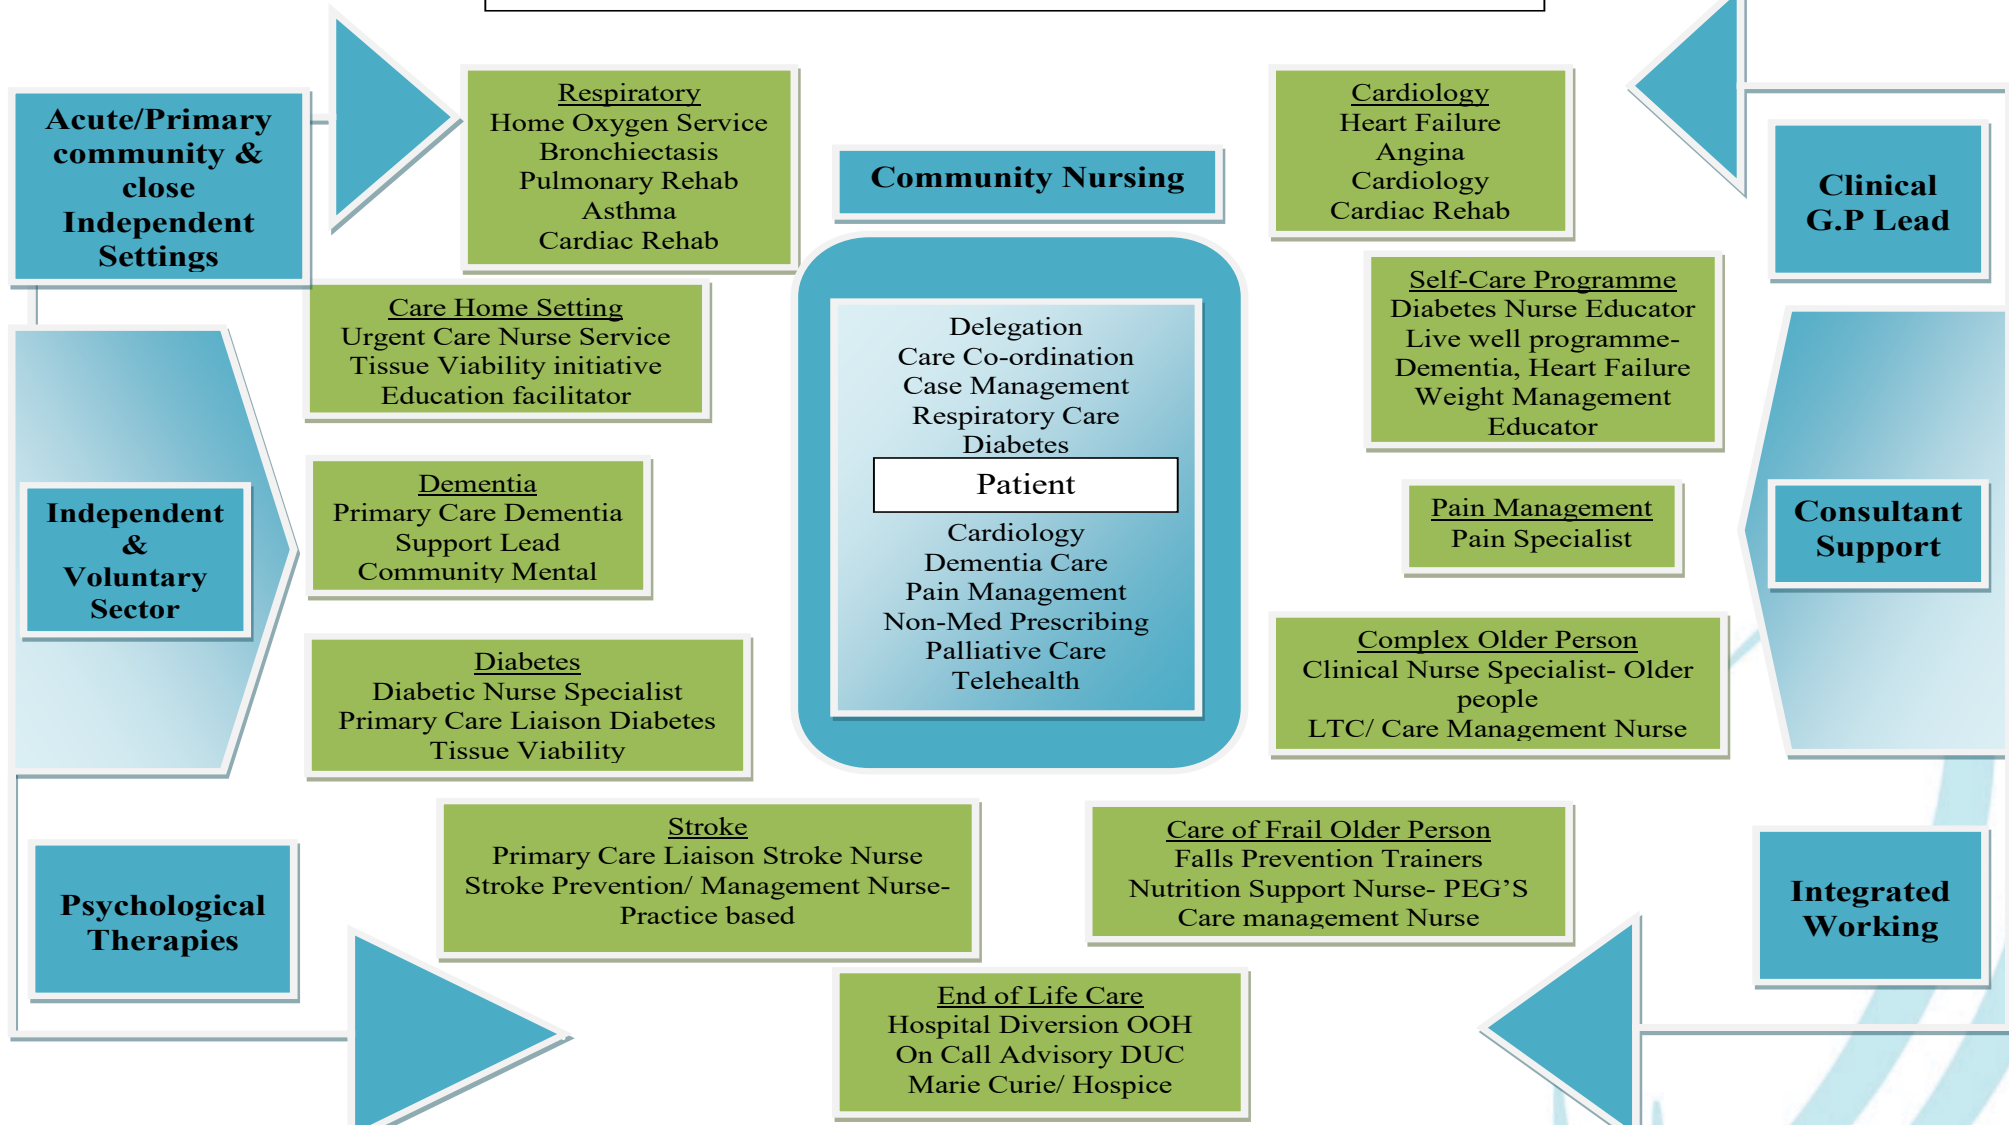 Acute/Primary
community &
close
Independent
Settings
Respiratory
Home Oxygen Service
Bronchiectasis
Pulmonary Rehab
Asthma
Cardiac Rehab
Community Nursing
Cardiology
Heart Failure
Angina
Cardiology
Cardiac Rehab
Clinical
G.P Lead
Care Home Setting
Urgent Care Nurse Service
Tissue Viability initiative
Education facilitator
Delegation
Care Co-ordination
Case Management
Respiratory Care
Diabetes
Patient
Cardiology
Dementia Care
Pain Management
Non-Med Prescribing
Palliative Care
Telehealth
Self-Care Programme
Diabetes Nurse Educator
Live well programme-
Dementia, Heart Failure
Weight Management
Educator
Independent
&
Voluntary
Sector
Dementia
Primary Care Dementia
Support Lead
Community Mental
Pain Management
Pain Specialist
Consultant
Support
Diabetes
Diabetic Nurse Specialist
Primary Care Liaison Diabetes
Tissue Viability
Complex Older Person
Clinical Nurse Specialist- Older
people
LTC/ Care Management Nurse
Psychological
Therapies
Stroke
Primary Care Liaison Stroke Nurse
Stroke Prevention/ Management Nurse-
Practice based
Care of Frail Older Person
Falls Prevention Trainers
Nutrition Support Nurse- PEG’S
Care management Nurse
Integrated
Working
End of Life Care
Hospital Diversion OOH
On Call Advisory DUC
Marie Curie/ Hospice